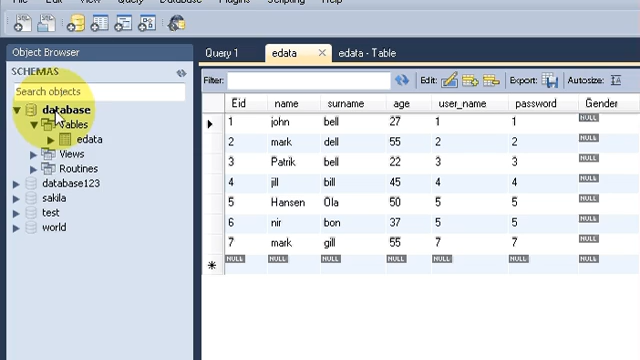 File Edit View Query Database Plugins Scripting Help
Object Browser
SCHEMAS
Search objects
database
Tables
edata
Views
Routines
database123
sakila
test
world
Query 1 edata edata - Table
Filter: Edit: Export: Autosize:
Eid name surname age user_name password Gender
1 john bell 27 1 1 NULL
2 mark dell 55 2 2 NULL
3 Patrik bell 22 3 3 NULL
4 jill bill 45 4 4 NULL
5 Hansen Ola 50 5 5 NULL
6 nir bon 37 6 6 NULL
7 mark gill 55 7 7 NULL
NULL NULL NULL NULL NULL NULL NULL